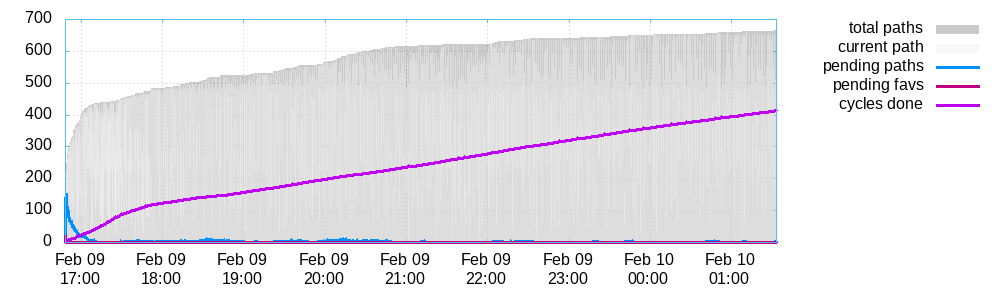 700
600
500
400
300
200
100
0
Feb 09 Feb 09 Feb 09 Feb 09 Feb 09 Feb 09 Feb 09 Feb 10 Feb 10
17:00 18:00 19:00 20:00 21:00 22:00 23:00 00:00 01:00
total paths
current path
pending paths
pending favs
cycles done